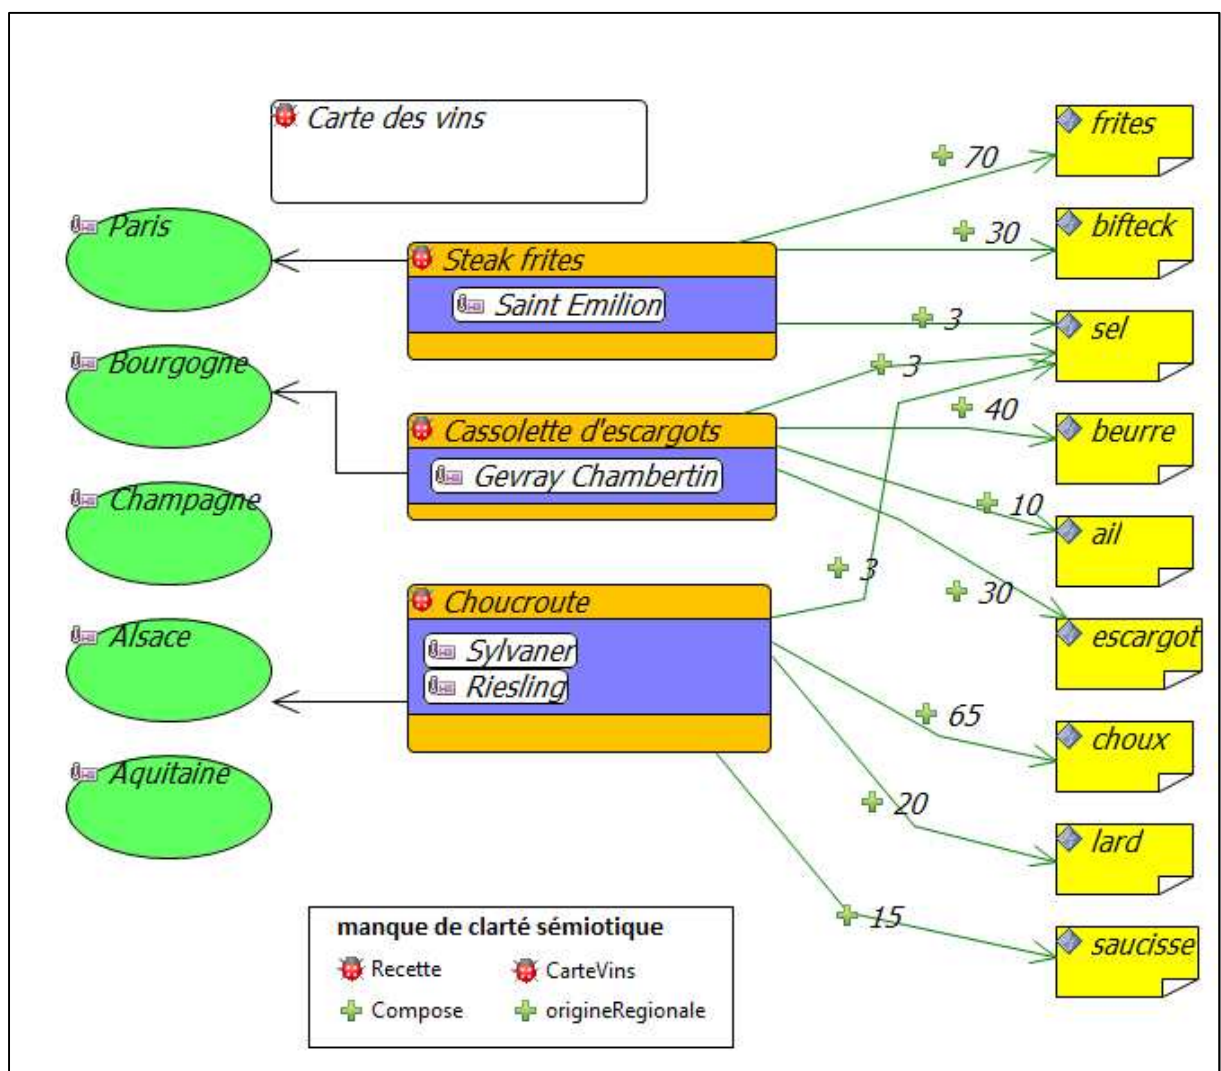 Carte des vins
frites
70
Paris
bifteck
30
Steak frites
Saint Emilion
3
sel
Bourgogne
3
40
Cassolette d'escargots
beurre
Gevray Chambertin
Champagne
10
ail
3
30
Choucroute
Alsace
escargot
Sylvaner
Riesling
65
choux
Aquitaine
20
lard
15
saucisse
manque de clarté sémiotique
Recette CarteVins
Compose origineRegionale